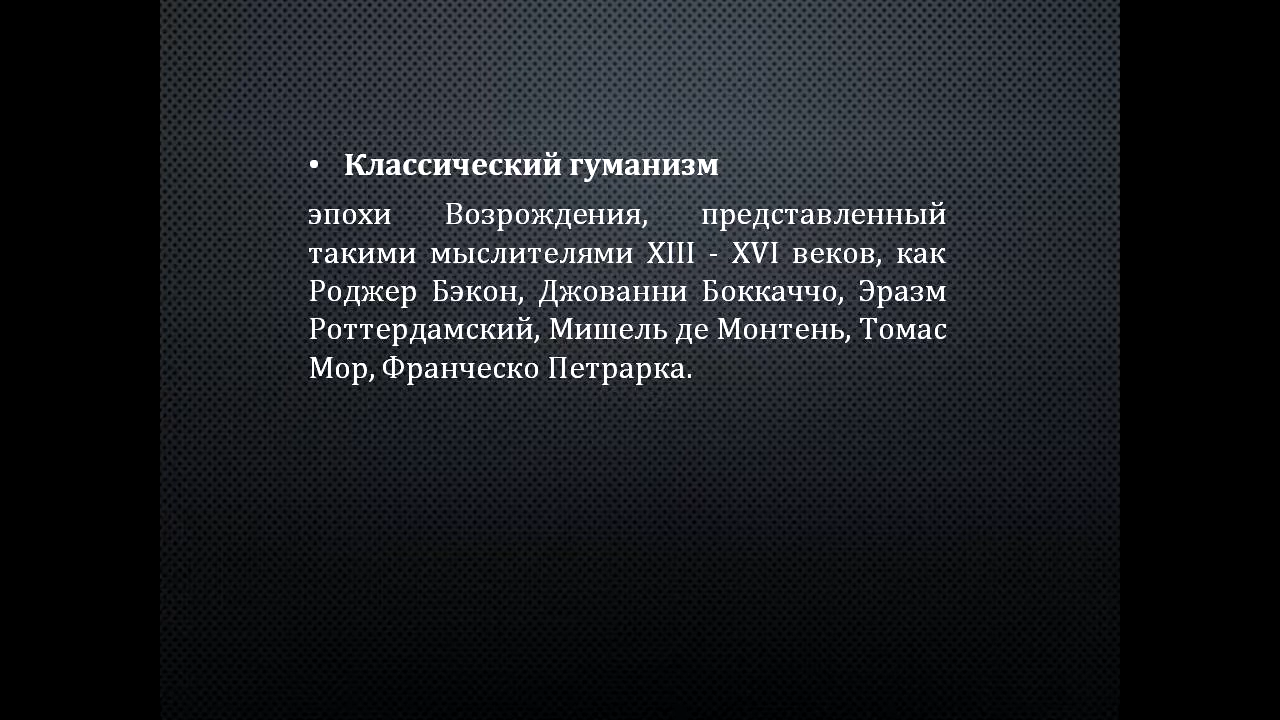 • Классический гуманизм
эпохи Возрождения, представленный
такими мыслителями XIII - XVI веков, как
Роджер Бэкон, Джованни Боккаччо, Эразм
Роттердамский, Мишель де Монтень, Томас
Мор, Франческо Петрарка.